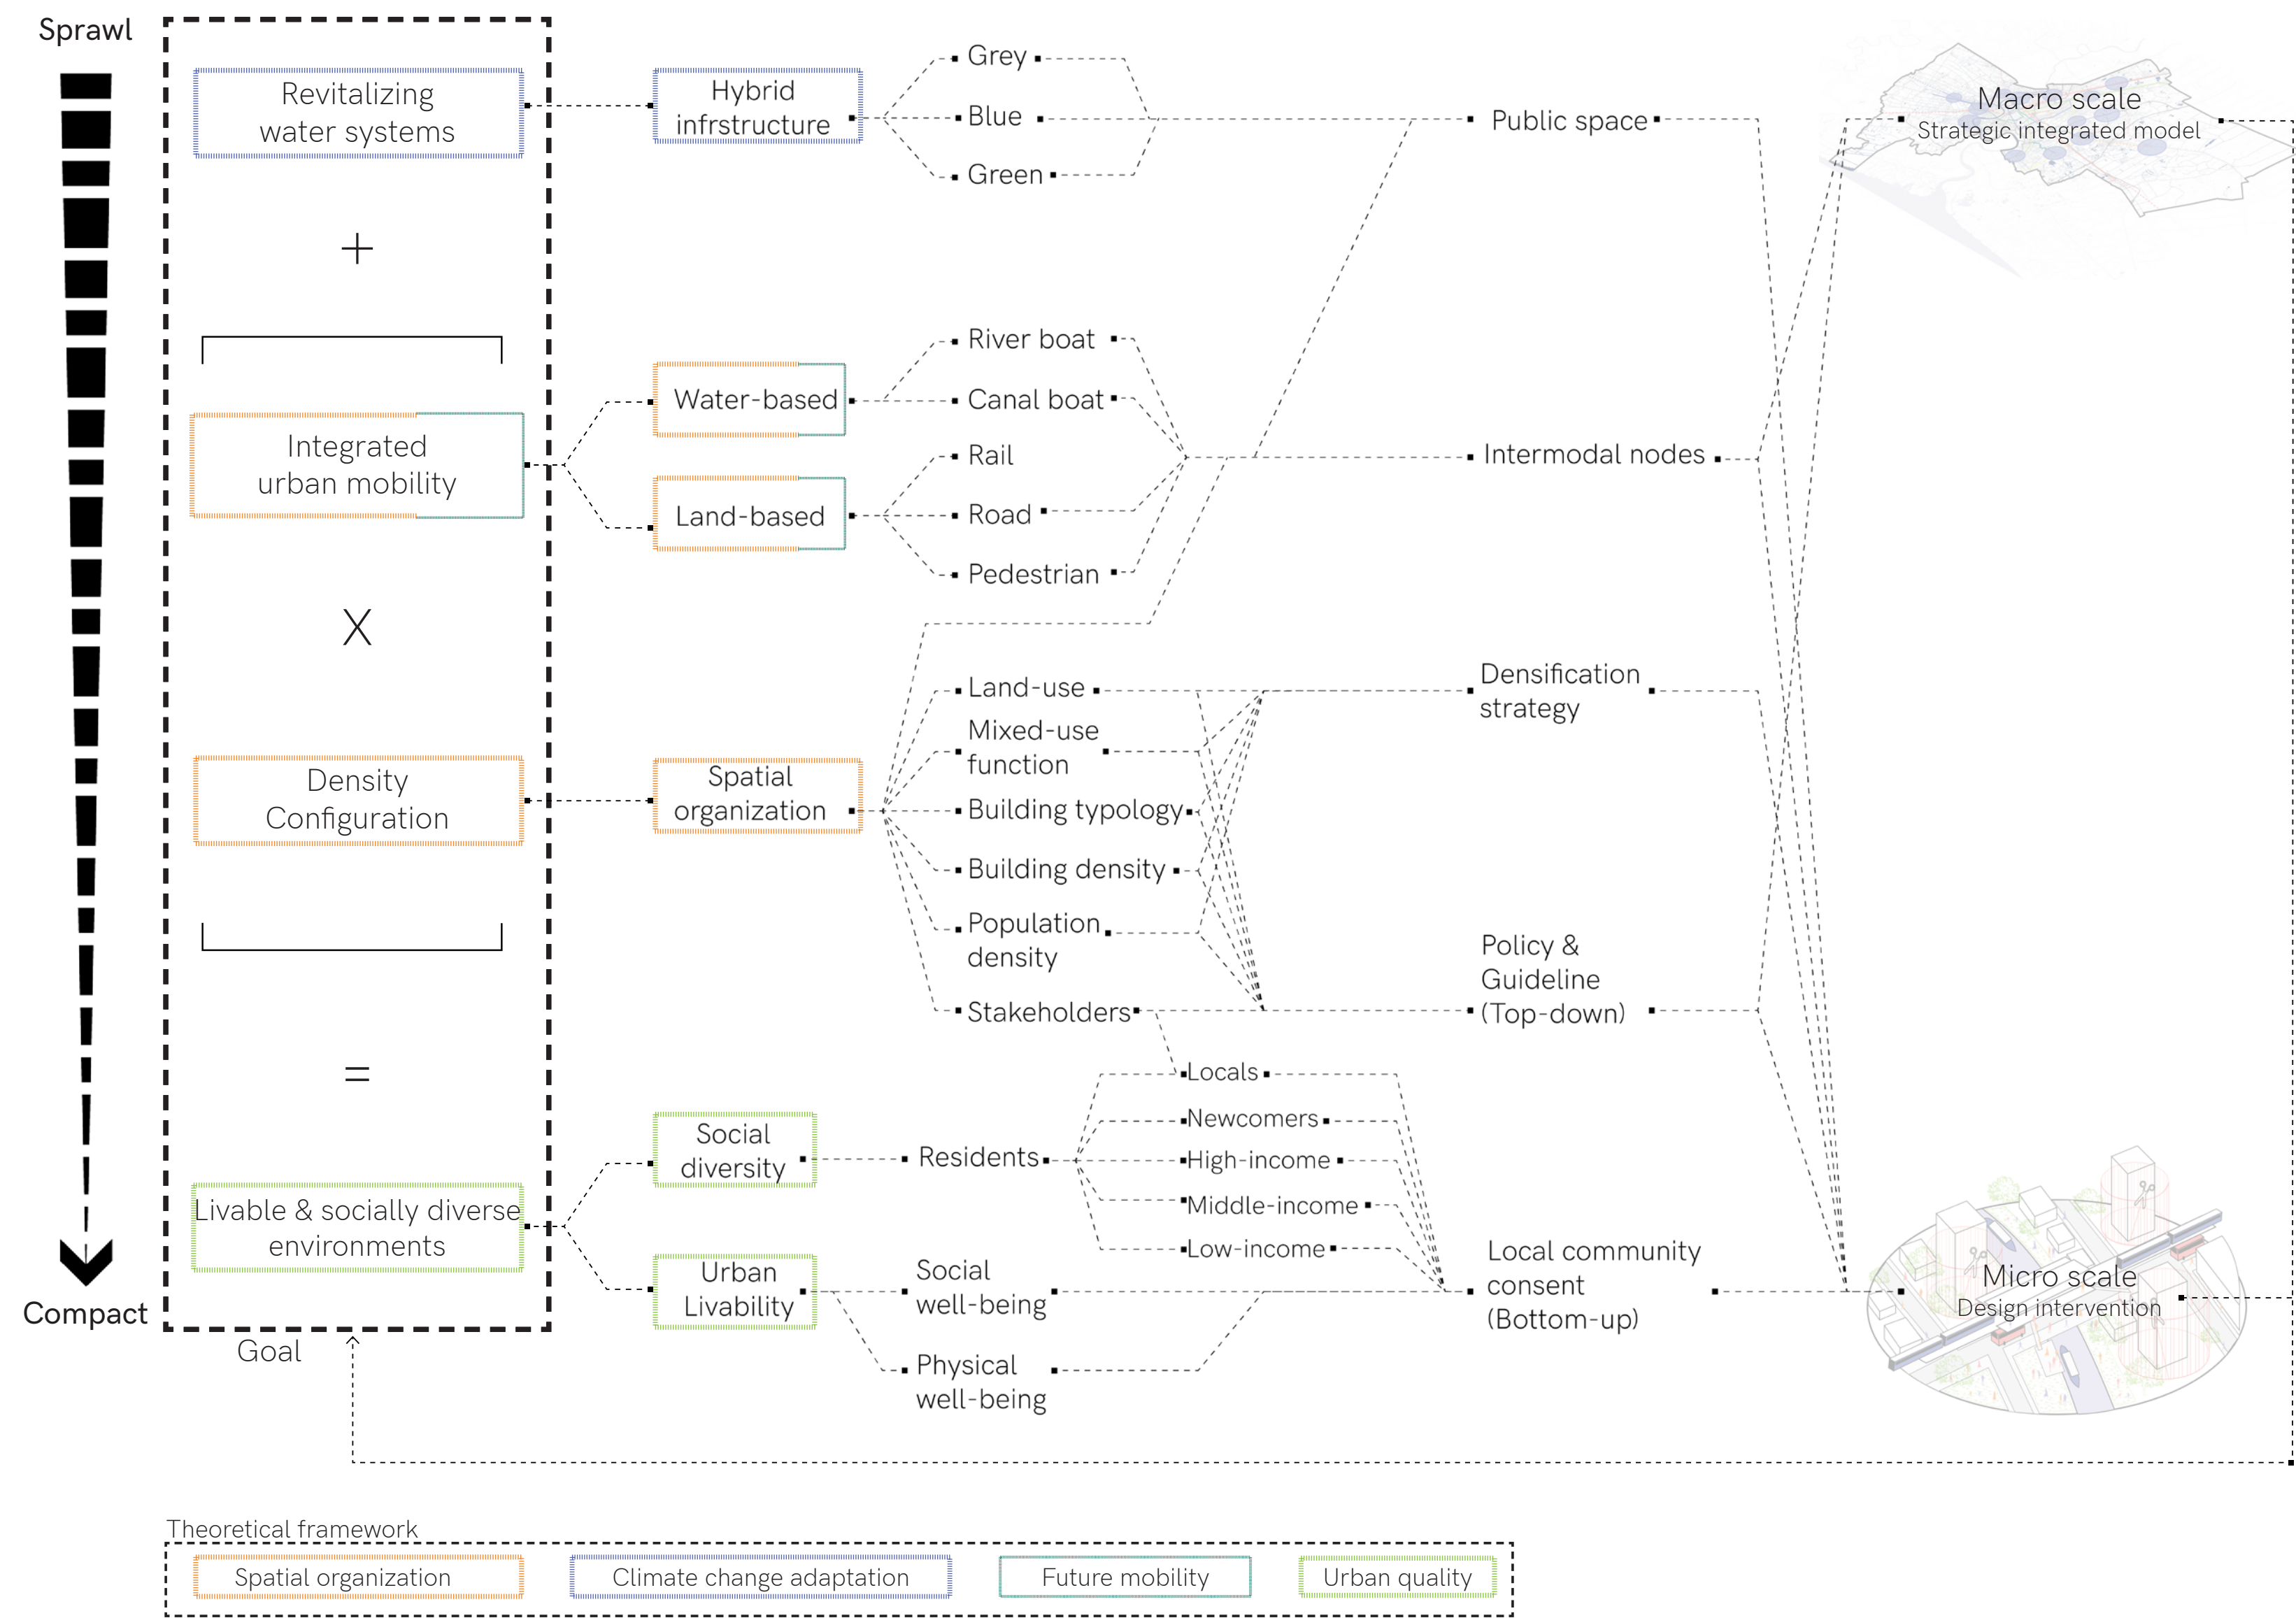 Sprawl
Compact
Revitalizing
water systems
+
Integrated
urban mobility
X
Density
Configuration
=
Livable & socially diverse
environments
Goal
Hybrid
infrstructure
Water-based
Land-based
Spatial
organization
Social
diversity
Urban
Livability
Grey
Blue
Green
River boat
Canal boat
Rail
Road
Pedestrian
Land-use
Mixed-use
function
Building typology
Building density
Population
density
Stakeholders
Residents
Locals
Newcomers
High-income
Middle-income
Low-income
Social
well-being
Physical
well-being
Public space
Intermodal nodes
Densification
strategy
Policy &
Guideline
(Top-down)
Local community
consent
(Bottom-up)
Macro scale
Strategic integrated model
Micro scale
Design intervention
Theoretical framework
Spatial organization
Climate change adaptation
Future mobility
Urban quality